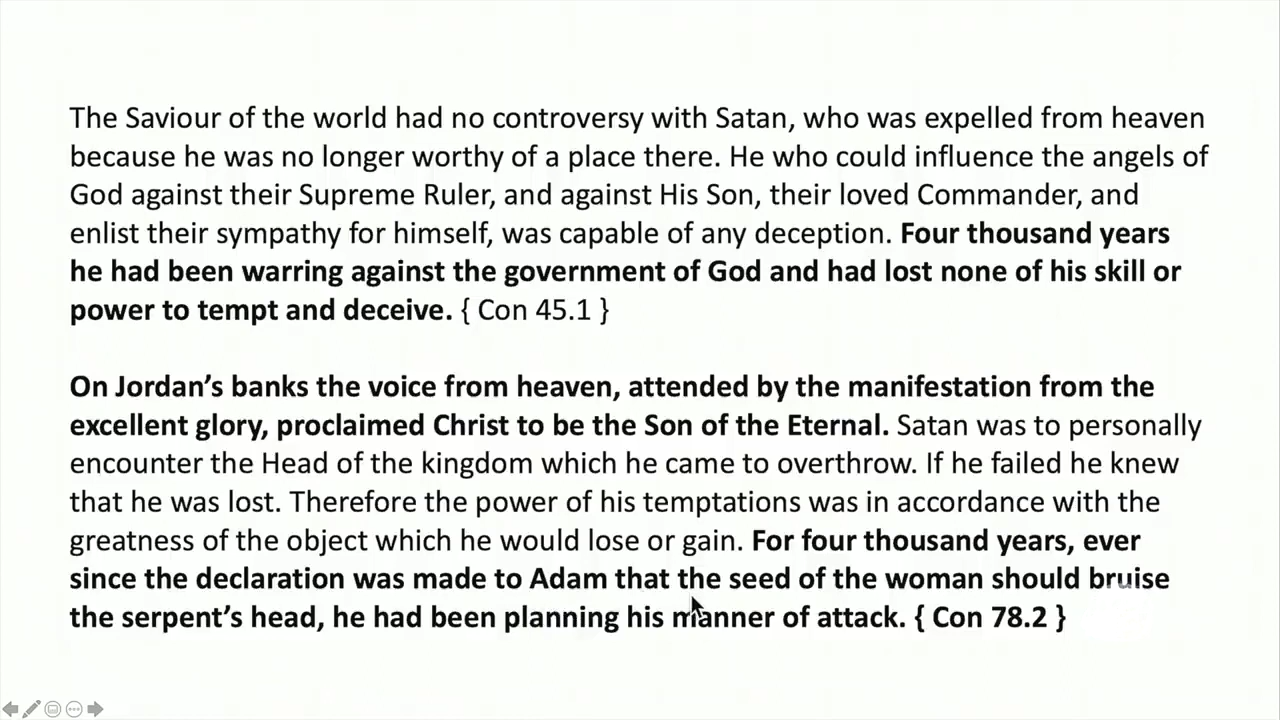 The Saviour of the world had no controversy with Satan, who was expelled from heaven
because he was no longer worthy of a place there. He who could influence the angels of
God against their Supreme Ruler, and against His Son, their loved Commander, and
enlist their sympathy for himself, was capable of any deception. Four thousand years
he had been warring against the government of God and had lost none of his skill or
power to tempt and deceive. { Con 45.1 }
On Jordan’s banks the voice from heaven, attended by the manifestation from the
excellent glory, proclaimed Christ to be the Son of the Eternal. Satan was to personally
encounter the Head of the kingdom which he came to overthrow. If he failed he knew
that he was lost. Therefore the power of his temptations was in accordance with the
greatness of the object which he would lose or gain. For four thousand years, ever
since the declaration was made to Adam that the seed of the woman should bruise
the serpent’s head, he had been planning his manner of attack. { Con 78.2 }